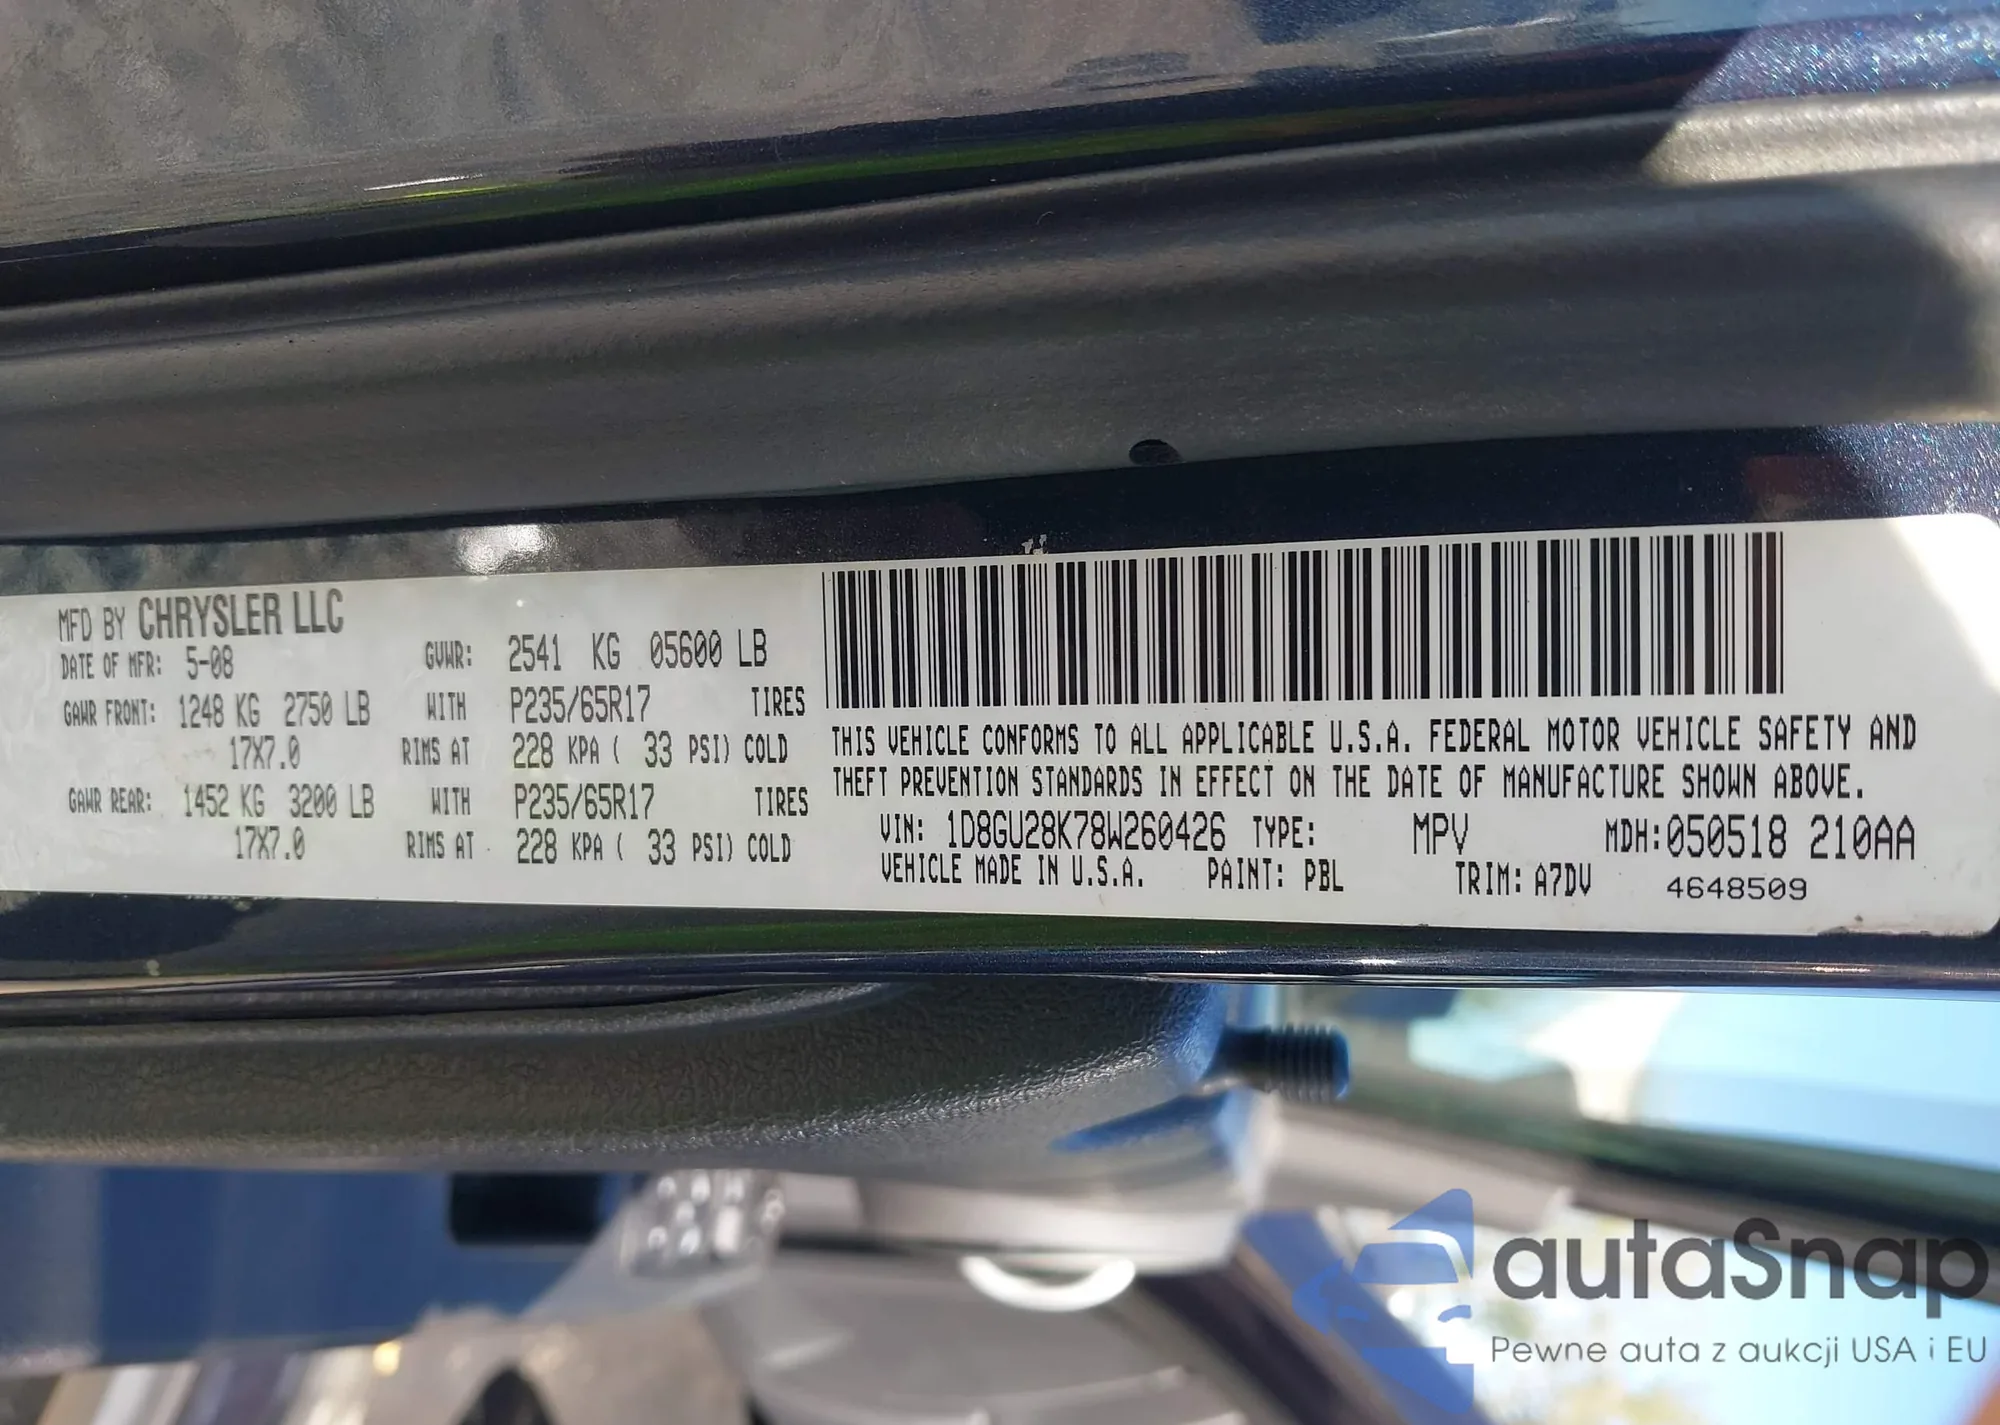 MFD BY CHRYSLER LLC
DATE OF MFR: 5-08 GVWR: 2541 KG 05600 LB
GAWR FRONT: 1248 KG 2750 LB WITH P235/65R17 TIRES
17X7.0 RIMS AT 228 KPA ( 33 PSI) COLD
GAWR REAR: 1452 KG 3200 LB WITH P235/65R17 TIRES
17X7.0 RIMS AT 228 KPA ( 33 PSI) COLD
THIS VEHICLE CONFORMS TO ALL APPLICABLE U.S.A. FEDERAL MOTOR VEHICLE SAFETY AND
THEFT PREVENTION STANDARDS IN EFFECT ON THE DATE OF MANUFACTURE SHOWN ABOVE.
VIN: 1D8GU28K78W260426 TYPE: MPV MDH:050518 210AA
VEHICLE MADE IN U.S.A. PAINT: PBL TRIM: A7DV 4648509
autaSnap
Pewne auta z aukcji USA i EU